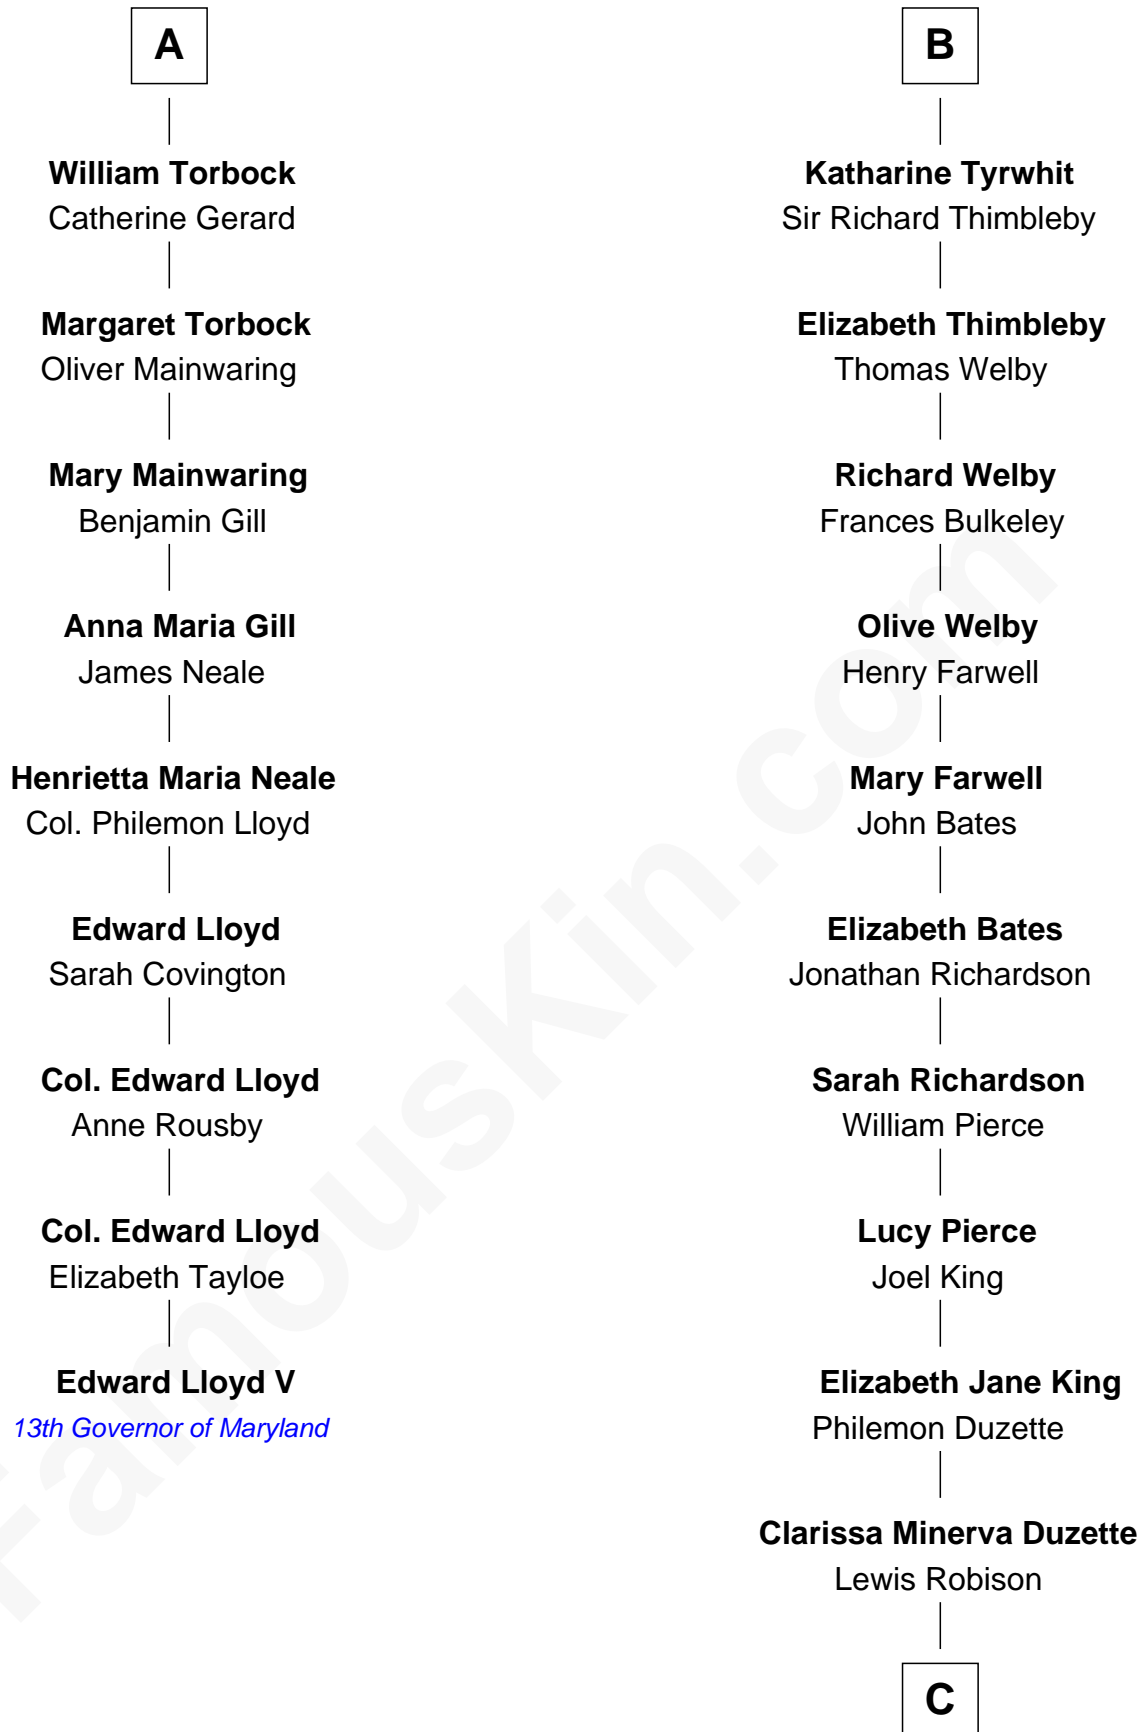 A
William Torbock
Catherine Gerard
Margaret Torbock
Oliver Mainwaring
Mary Mainwaring
Benjamin Gill
Anna Maria Gill
James Neale
Henrietta Maria Neale
Col. Philemon Lloyd
Edward Lloyd
Sarah Covington
Col. Edward Lloyd
Anne Rousby
Col. Edward Lloyd
Elizabeth Tayloe
Edward Lloyd V
13th Governor of Maryland
B
Katharine Tyrwhit
Sir Richard Thimbleby
Elizabeth Thimbleby
Thomas Welby
Richard Welby
Frances Bulkeley
Olive Welby
Henry Farwell
Mary Farwell
John Bates
Elizabeth Bates
Jonathan Richardson
Sarah Richardson
William Pierce
Lucy Pierce
Joel King
Elizabeth Jane King
Philemon Duzette
Clarissa Minerva Duzette
Lewis Robison
C
FamousKin.com